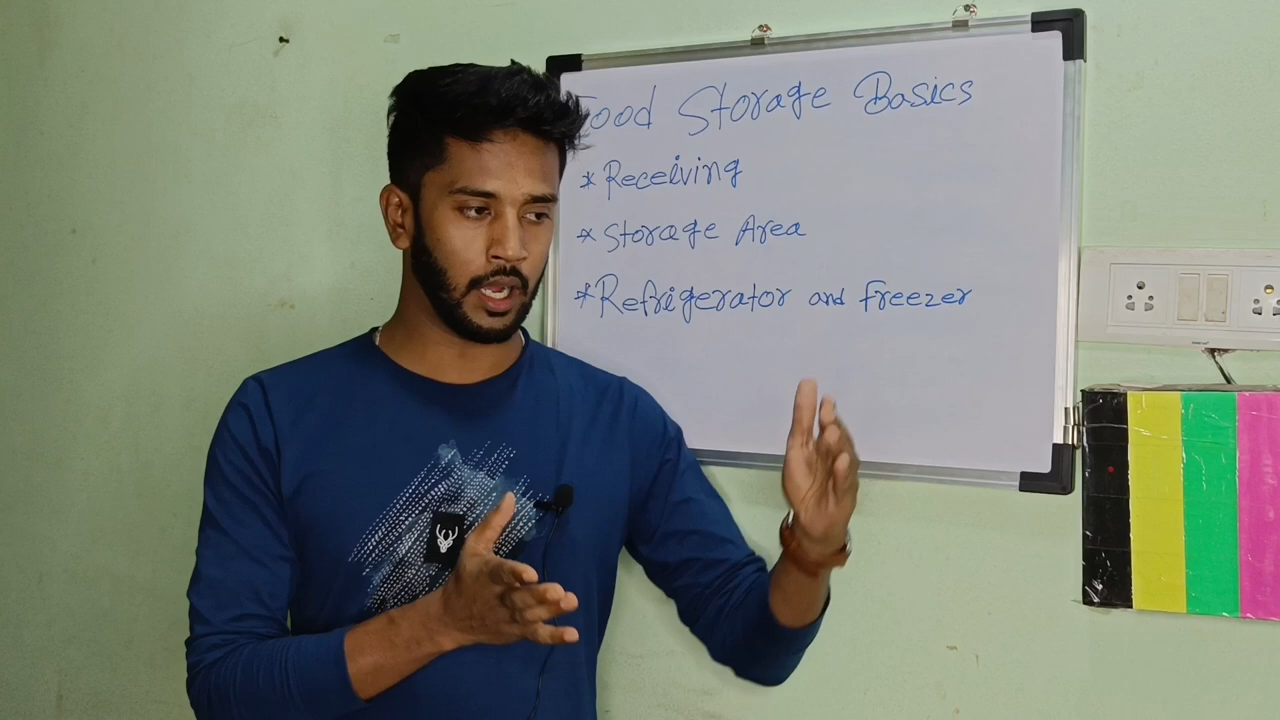 Food Storage Basics
* Receiving
* Storage Area
* Refrigerator and freezer